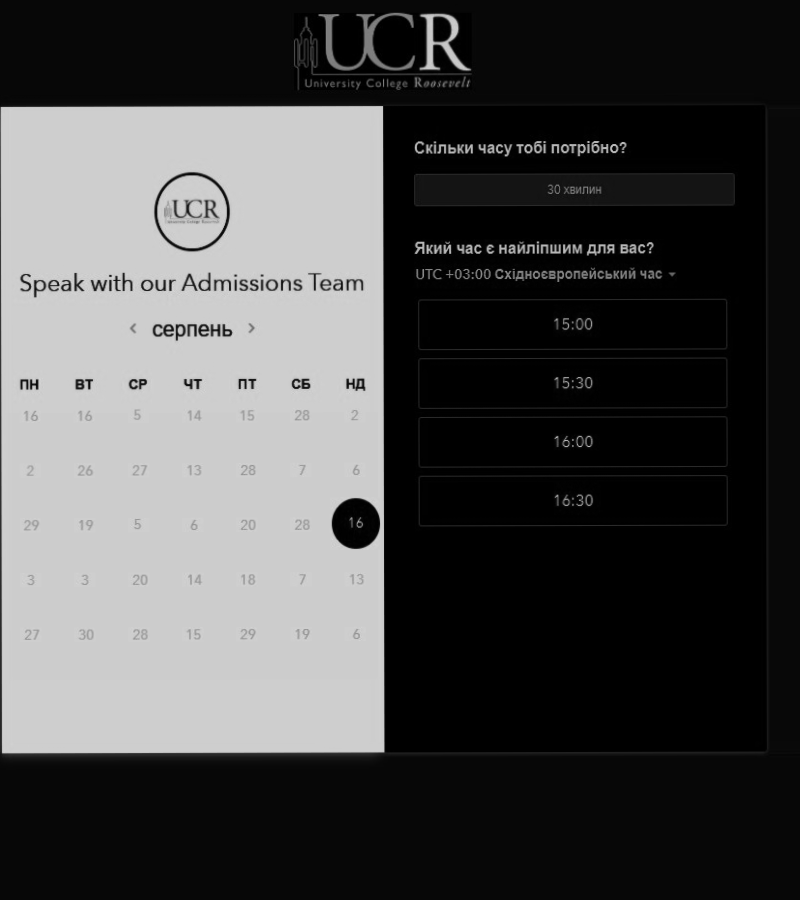 UCR
University College Roosevelt
UCR
University College Roosevelt
Speak with our Admissions Team
серпень
ПН ВТ СР ЧТ ПТ СБ НД
16 16 5 14 15 28 2
2 26 27 13 28 7 6
29 19 5 6 20 28 16
3 3 20 14 18 7 13
27 30 28 15 29 19 6
Скільки часу тобі потрібно?
30 хвилин
Який час є найліпшим для вас?
UTC +03:00 Східноєвропейський час
15:00
15:30
16:00
16:30